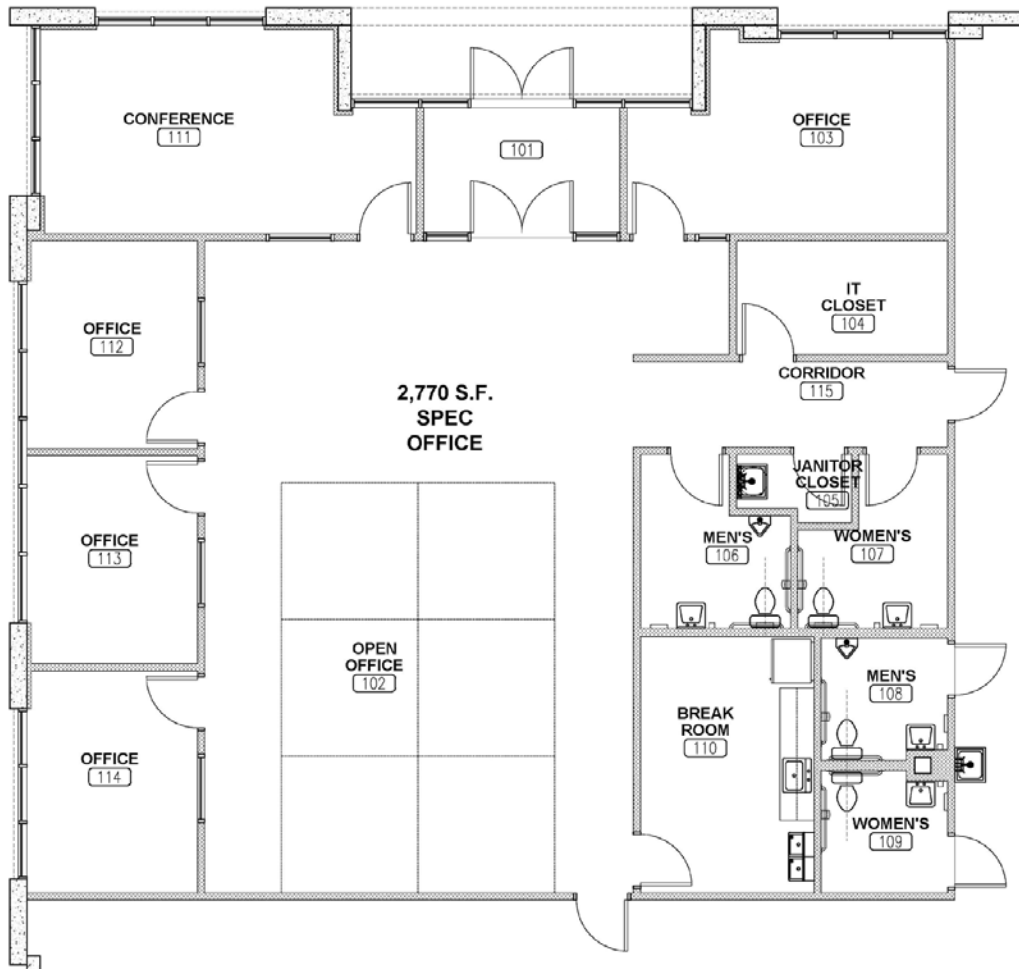 CONFERENCE
111
101
OFFICE
103
OFFICE
112
IT
CLOSET
104
CORRIDOR
115
2,770 S.F.
SPEC
OFFICE
JANITOR
CLOSET
105
OFFICE
113
MEN'S
106
WOMEN'S
107
OPEN
OFFICE
102
MEN'S
108
BREAK
ROOM
110
OFFICE
114
WOMEN'S
109